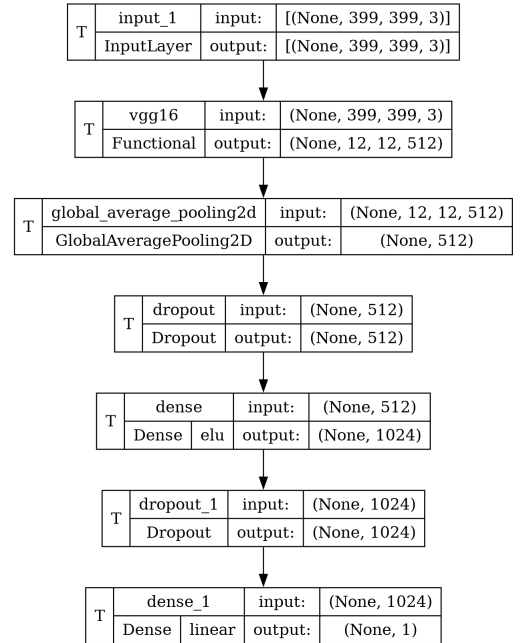 T input_1 input: [(None, 399, 399, 3)]
InputLayer output: [(None, 399, 399, 3)]
T vgg16 input: (None, 399, 399, 3)
Functional output: (None, 12, 12, 512)
T global_average_pooling2d input: (None, 12, 12, 512)
GlobalAveragePooling2D output: (None, 512)
T dropout input: (None, 512)
Dropout output: (None, 512)
T dense input: (None, 512)
Dense elu output: (None, 1024)
T dropout_1 input: (None, 1024)
Dropout output: (None, 1024)
T dense_1 input: (None, 1024)
Dense linear output: (None, 1)